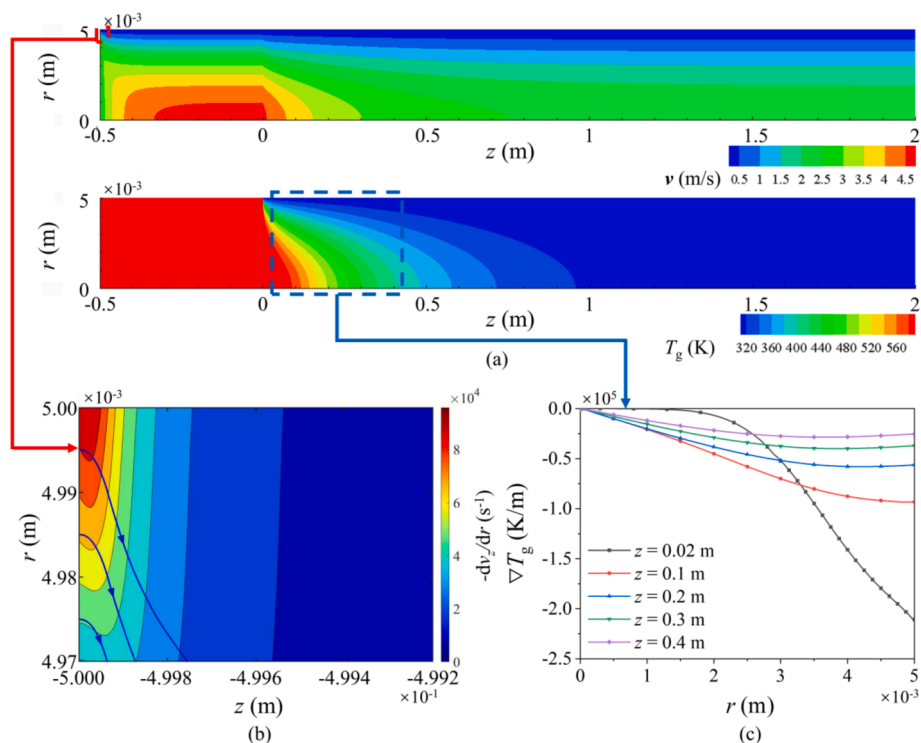 ×10⁻³
5
r (m)
0
-0.5 0 0.5 1 1.5 2
z (m)
v (m/s)
0.5 1 1.5 2 2.5 3 3.5 4 4.5
×10⁻³
5
r (m)
0
-0.5 0 0.5 1 1.5 2
z (m)
T_g (K)
320 360 400 440 480 520 560
(a)
×10⁻³
5.00
4.99
r (m)
4.98
4.97
-5.000 -4.998 -4.996 -4.994 -4.992
×10⁻¹
z (m)
×10⁴
8
6
4
2
0
-dv_z/dr (s⁻¹)
(b)
×10⁵
0.0
-0.5
-1.0
-1.5
-2.0
-2.5
∇T_g (K/m)
z = 0.02 m
z = 0.1 m
z = 0.2 m
z = 0.3 m
z = 0.4 m
0 1 2 3 4 5
×10⁻³
r (m)
(c)